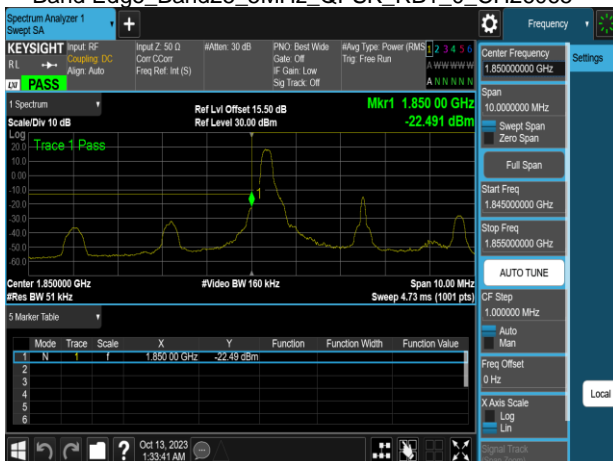 Spectrum Analyzer 1
Swept SA
+
Frequency
KEYSIGHT
RL
Input: RF
Coupling: DC
Align: Auto
Input Z: 50 Ω
Corr CCorr
Freq Ref: Int (S)
#Atten: 30 dB
PNO: Best Wide
Gate: Off
IF Gain: Low
Sig Track: Off
#Avg Type: Power (RMS
Trig: Free Run
1 2 3 4 5 6
A WW WW W
A N N N N N
LXI PASS
1 Spectrum
Scale/Div 10 dB
Ref Lvl Offset 15.50 dB
Ref Level 30.00 dBm
Mkr1 1.850 00 GHz
-22.491 dBm
Log
Trace 1 Pass
20.0
10.0
0.00
-10.0
-20.0
-30.0
-40.0
-50.0
-60.0
1
Center 1.850000 GHz
#Res BW 51 kHz
#Video BW 160 kHz
Span 10.00 MHz
Sweep 4.73 ms (1001 pts)
5 Marker Table
Mode Trace Scale X Y Function Function Width Function Value
1 N 1 f 1.850 00 GHz -22.49 dBm
2
3
4
5
6
Oct 13, 2023
1:33:41 AM
Center Frequency
1.850000000 GHz
Settings
Span
10.0000000 MHz
Swept Span
Zero Span
Full Span
Start Freq
1.845000000 GHz
Stop Freq
1.855000000 GHz
AUTO TUNE
CF Step
1.000000 MHz
Auto
Man
Freq Offset
0 Hz
X Axis Scale
Log
Lin
Local
Signal Track